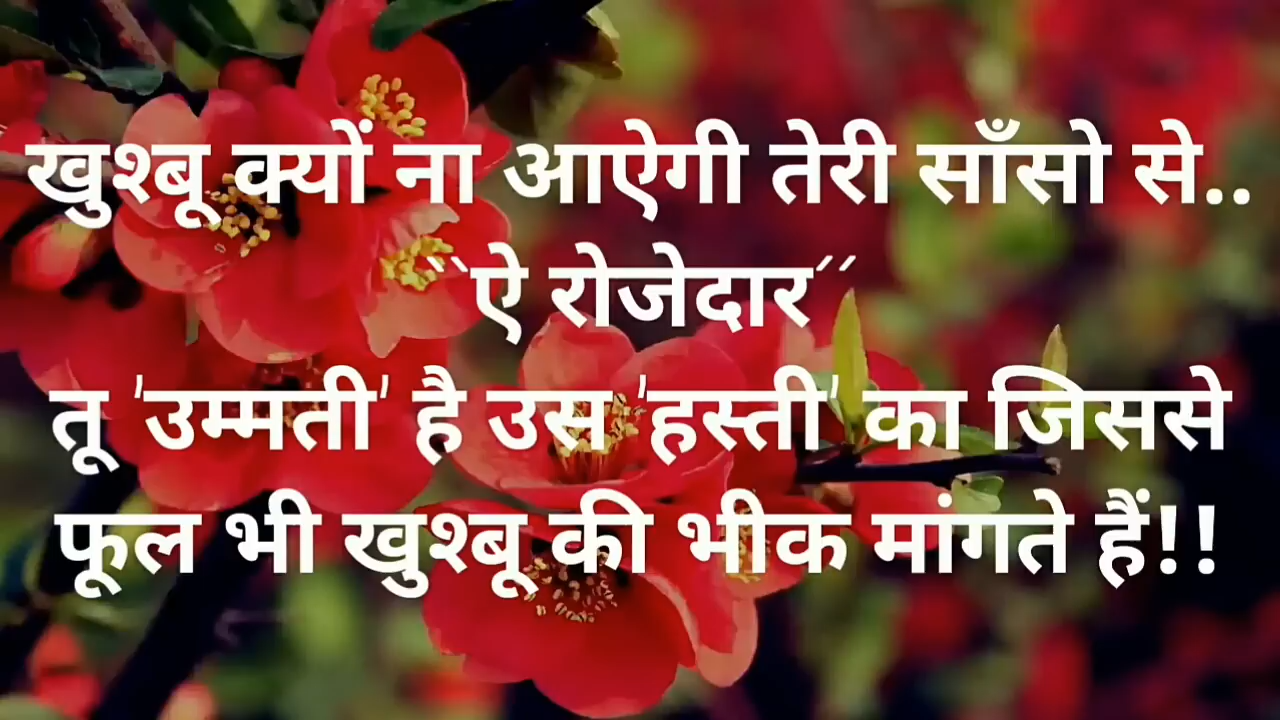 खुश्बू क्यों ना आऐगी तेरी साँसो से..
``ऐ रोजेदार´´
तू 'उम्मती' है उस 'हस्ती' का जिससे
फूल भी खुश्बू की भीक मांगते हैं!!